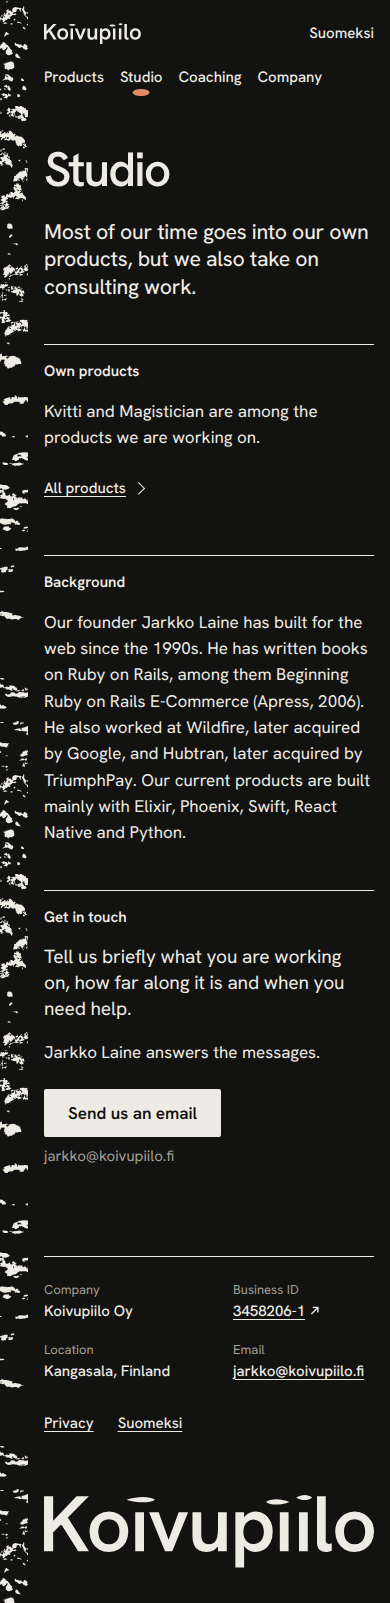 Koivupiilo
Suomeksi
Products Studio Coaching Company
Studio
Most of our time goes into our own
products, but we also take on
consulting work.
Own products
Kvitti and Magistician are among the
products we are working on.
All products
Background
Our founder Jarkko Laine has built for the
web since the 1990s. He has written books
on Ruby on Rails, among them Beginning
Ruby on Rails E-Commerce (Apress, 2006).
He also worked at Wildfire, later acquired
by Google, and Hubtran, later acquired by
TriumphPay. Our current products are built
mainly with Elixir, Phoenix, Swift, React
Native and Python.
Get in touch
Tell us briefly what you are working
on, how far along it is and when you
need help.
Jarkko Laine answers the messages.
Send us an email
jarkko@koivupiilo.fi
Company
Koivupiilo Oy
Business ID
3458206-1
Location
Kangasala, Finland
Email
jarkko@koivupiilo.fi
Privacy Suomeksi
Koivupiilo